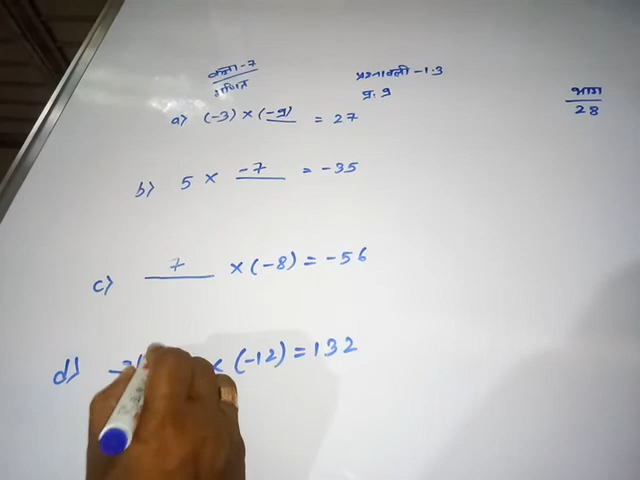 कक्षा-7
गणित
प्रश्नावली-1.3
प्र. 9
भाग
28
a) (-3) × (-9) = 27
b) 5 × -7 = -35
c) 7 × (-8) = -56
d) × (-12) = 132